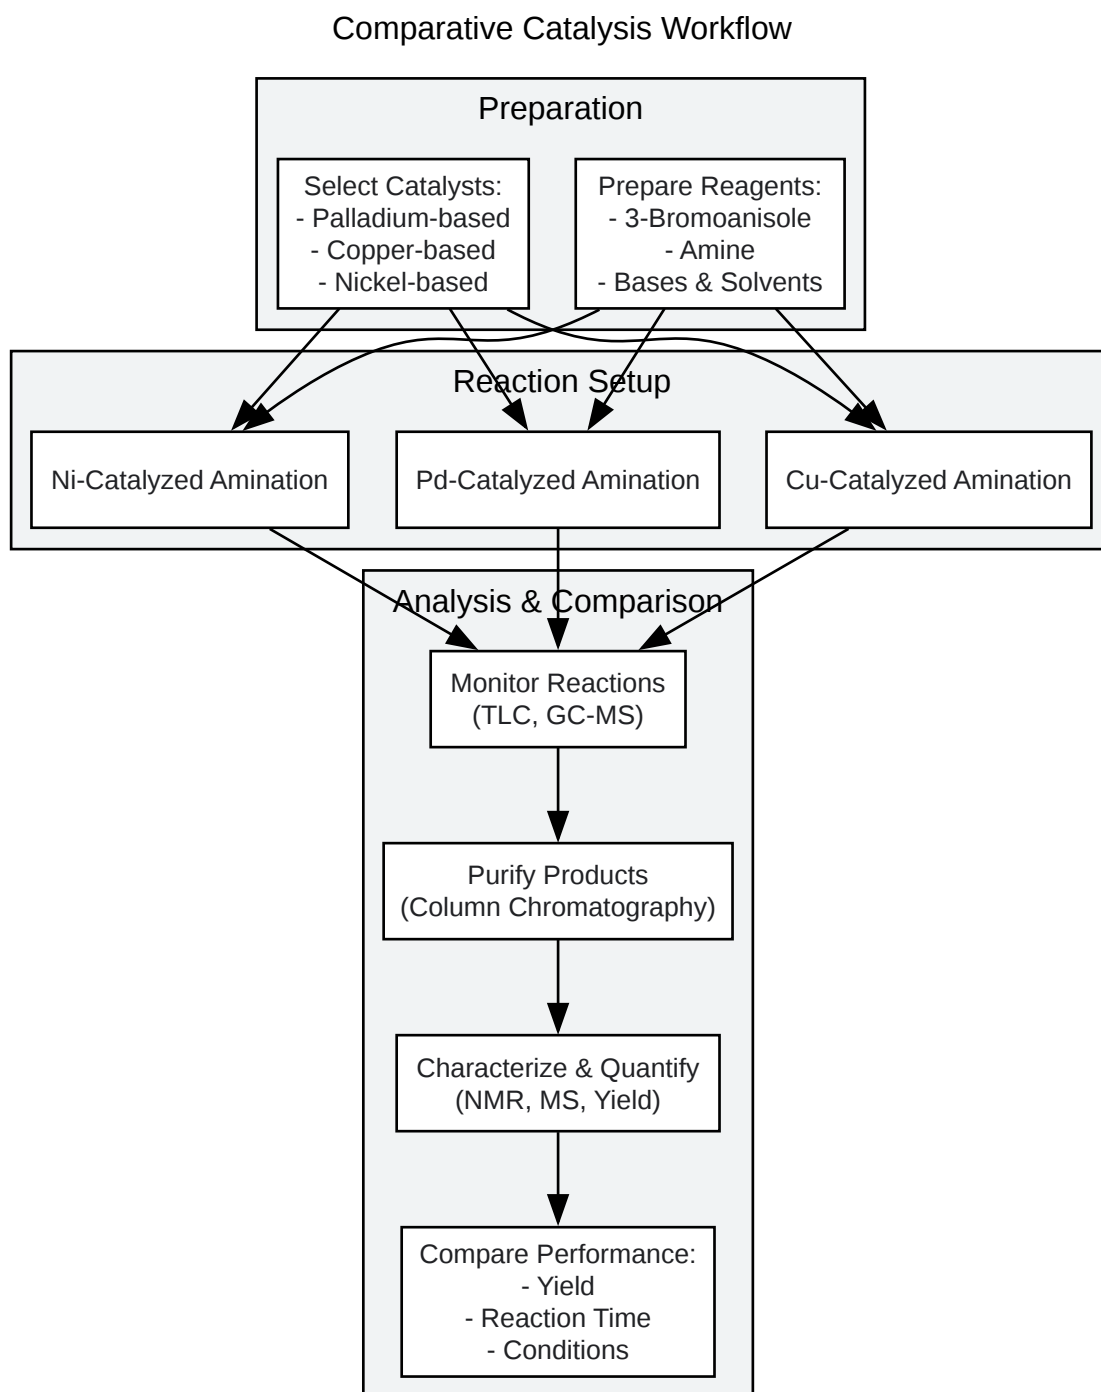 Comparative Catalysis Workflow
Preparation
Select Catalysts:
- Palladium-based
- Copper-based
- Nickel-based
Prepare Reagents:
- 3-Bromoanisole
- Amine
- Bases & Solvents
Reaction Setup
Ni-Catalyzed Amination
Pd-Catalyzed Amination
Cu-Catalyzed Amination
Analysis & Comparison
Monitor Reactions
(TLC, GC-MS)
Purify Products
(Column Chromatography)
Characterize & Quantify
(NMR, MS, Yield)
Compare Performance:
- Yield
- Reaction Time
- Conditions